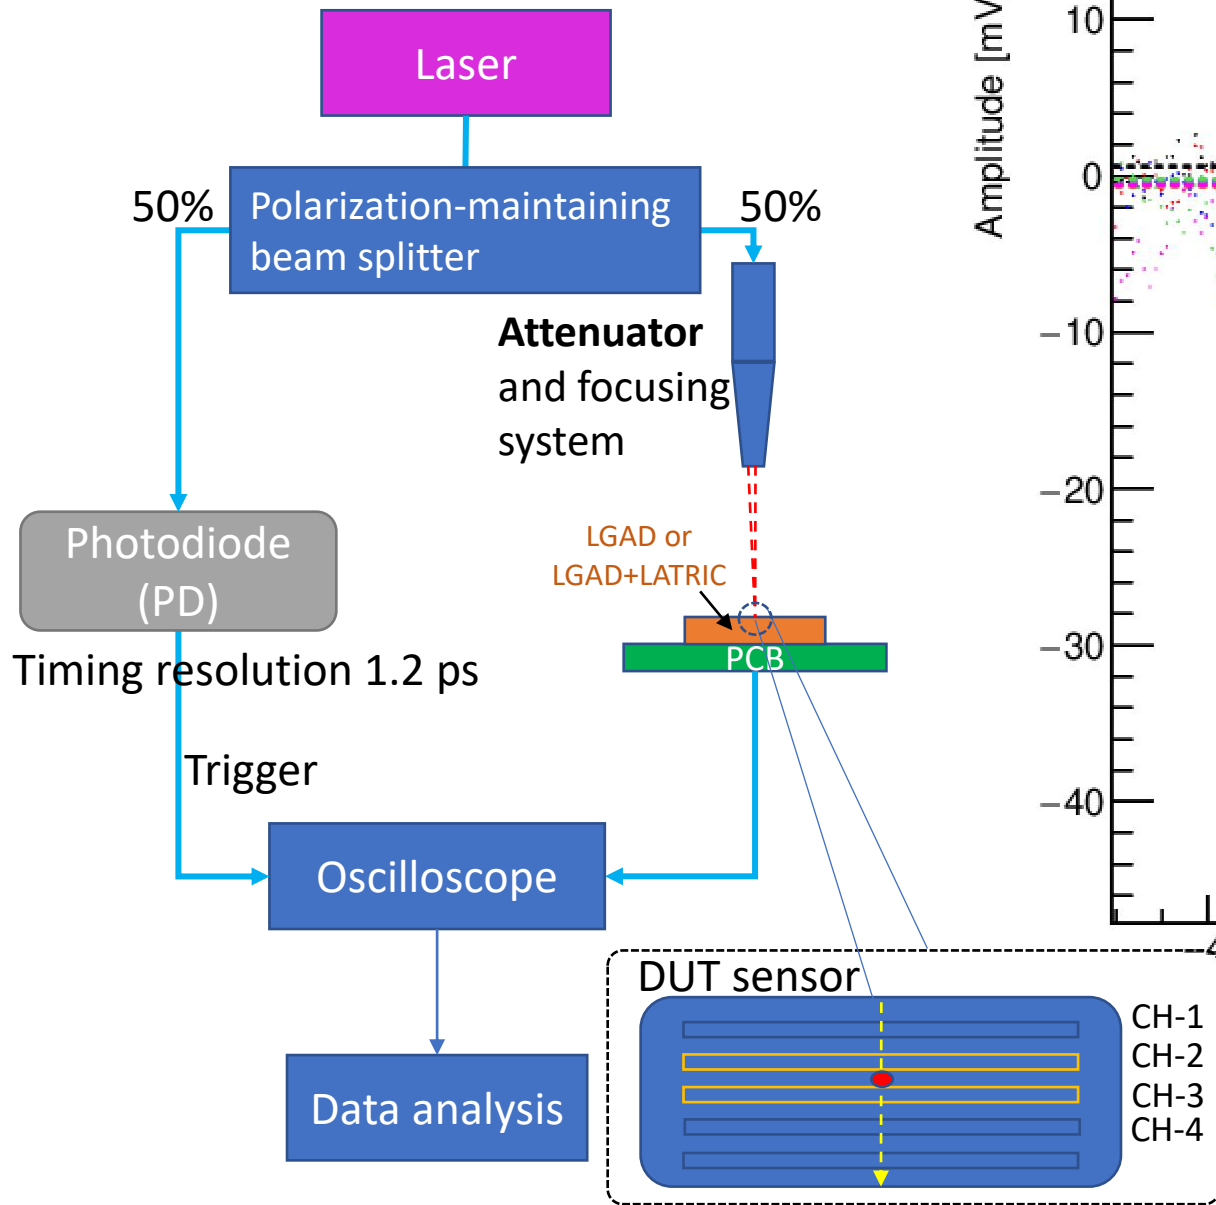 Laser
50%
Polarization-maintaining
beam splitter
50%
Attenuator
and focusing
system
Photodiode
(PD)
Timing resolution 1.2 ps
LGAD or
LGAD+LATRIC
PCB
Trigger
Oscilloscope
Data analysis
DUT sensor
CH-1
CH-2
CH-3
CH-4
Amplitude [mV
10
0
−10
−20
−30
−40